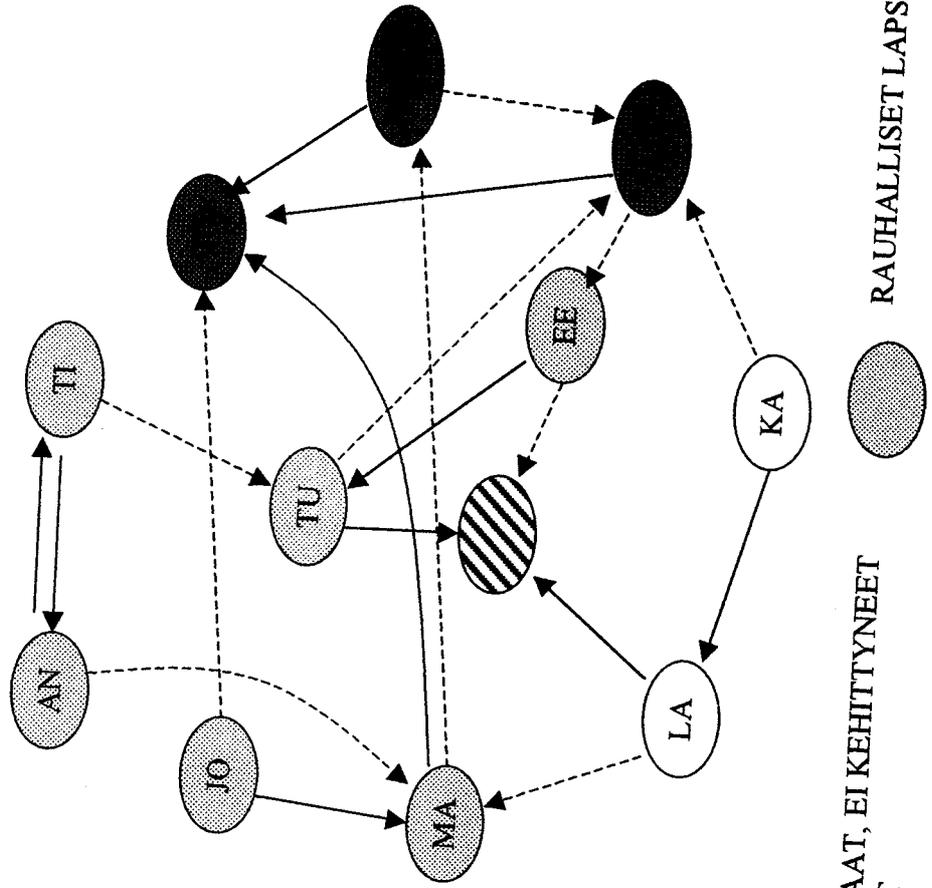 AN
TI
JO
TU
MA
EE
LA
KA
AAT, EI KEHITTYNEET
RAUHALLISET LAPS